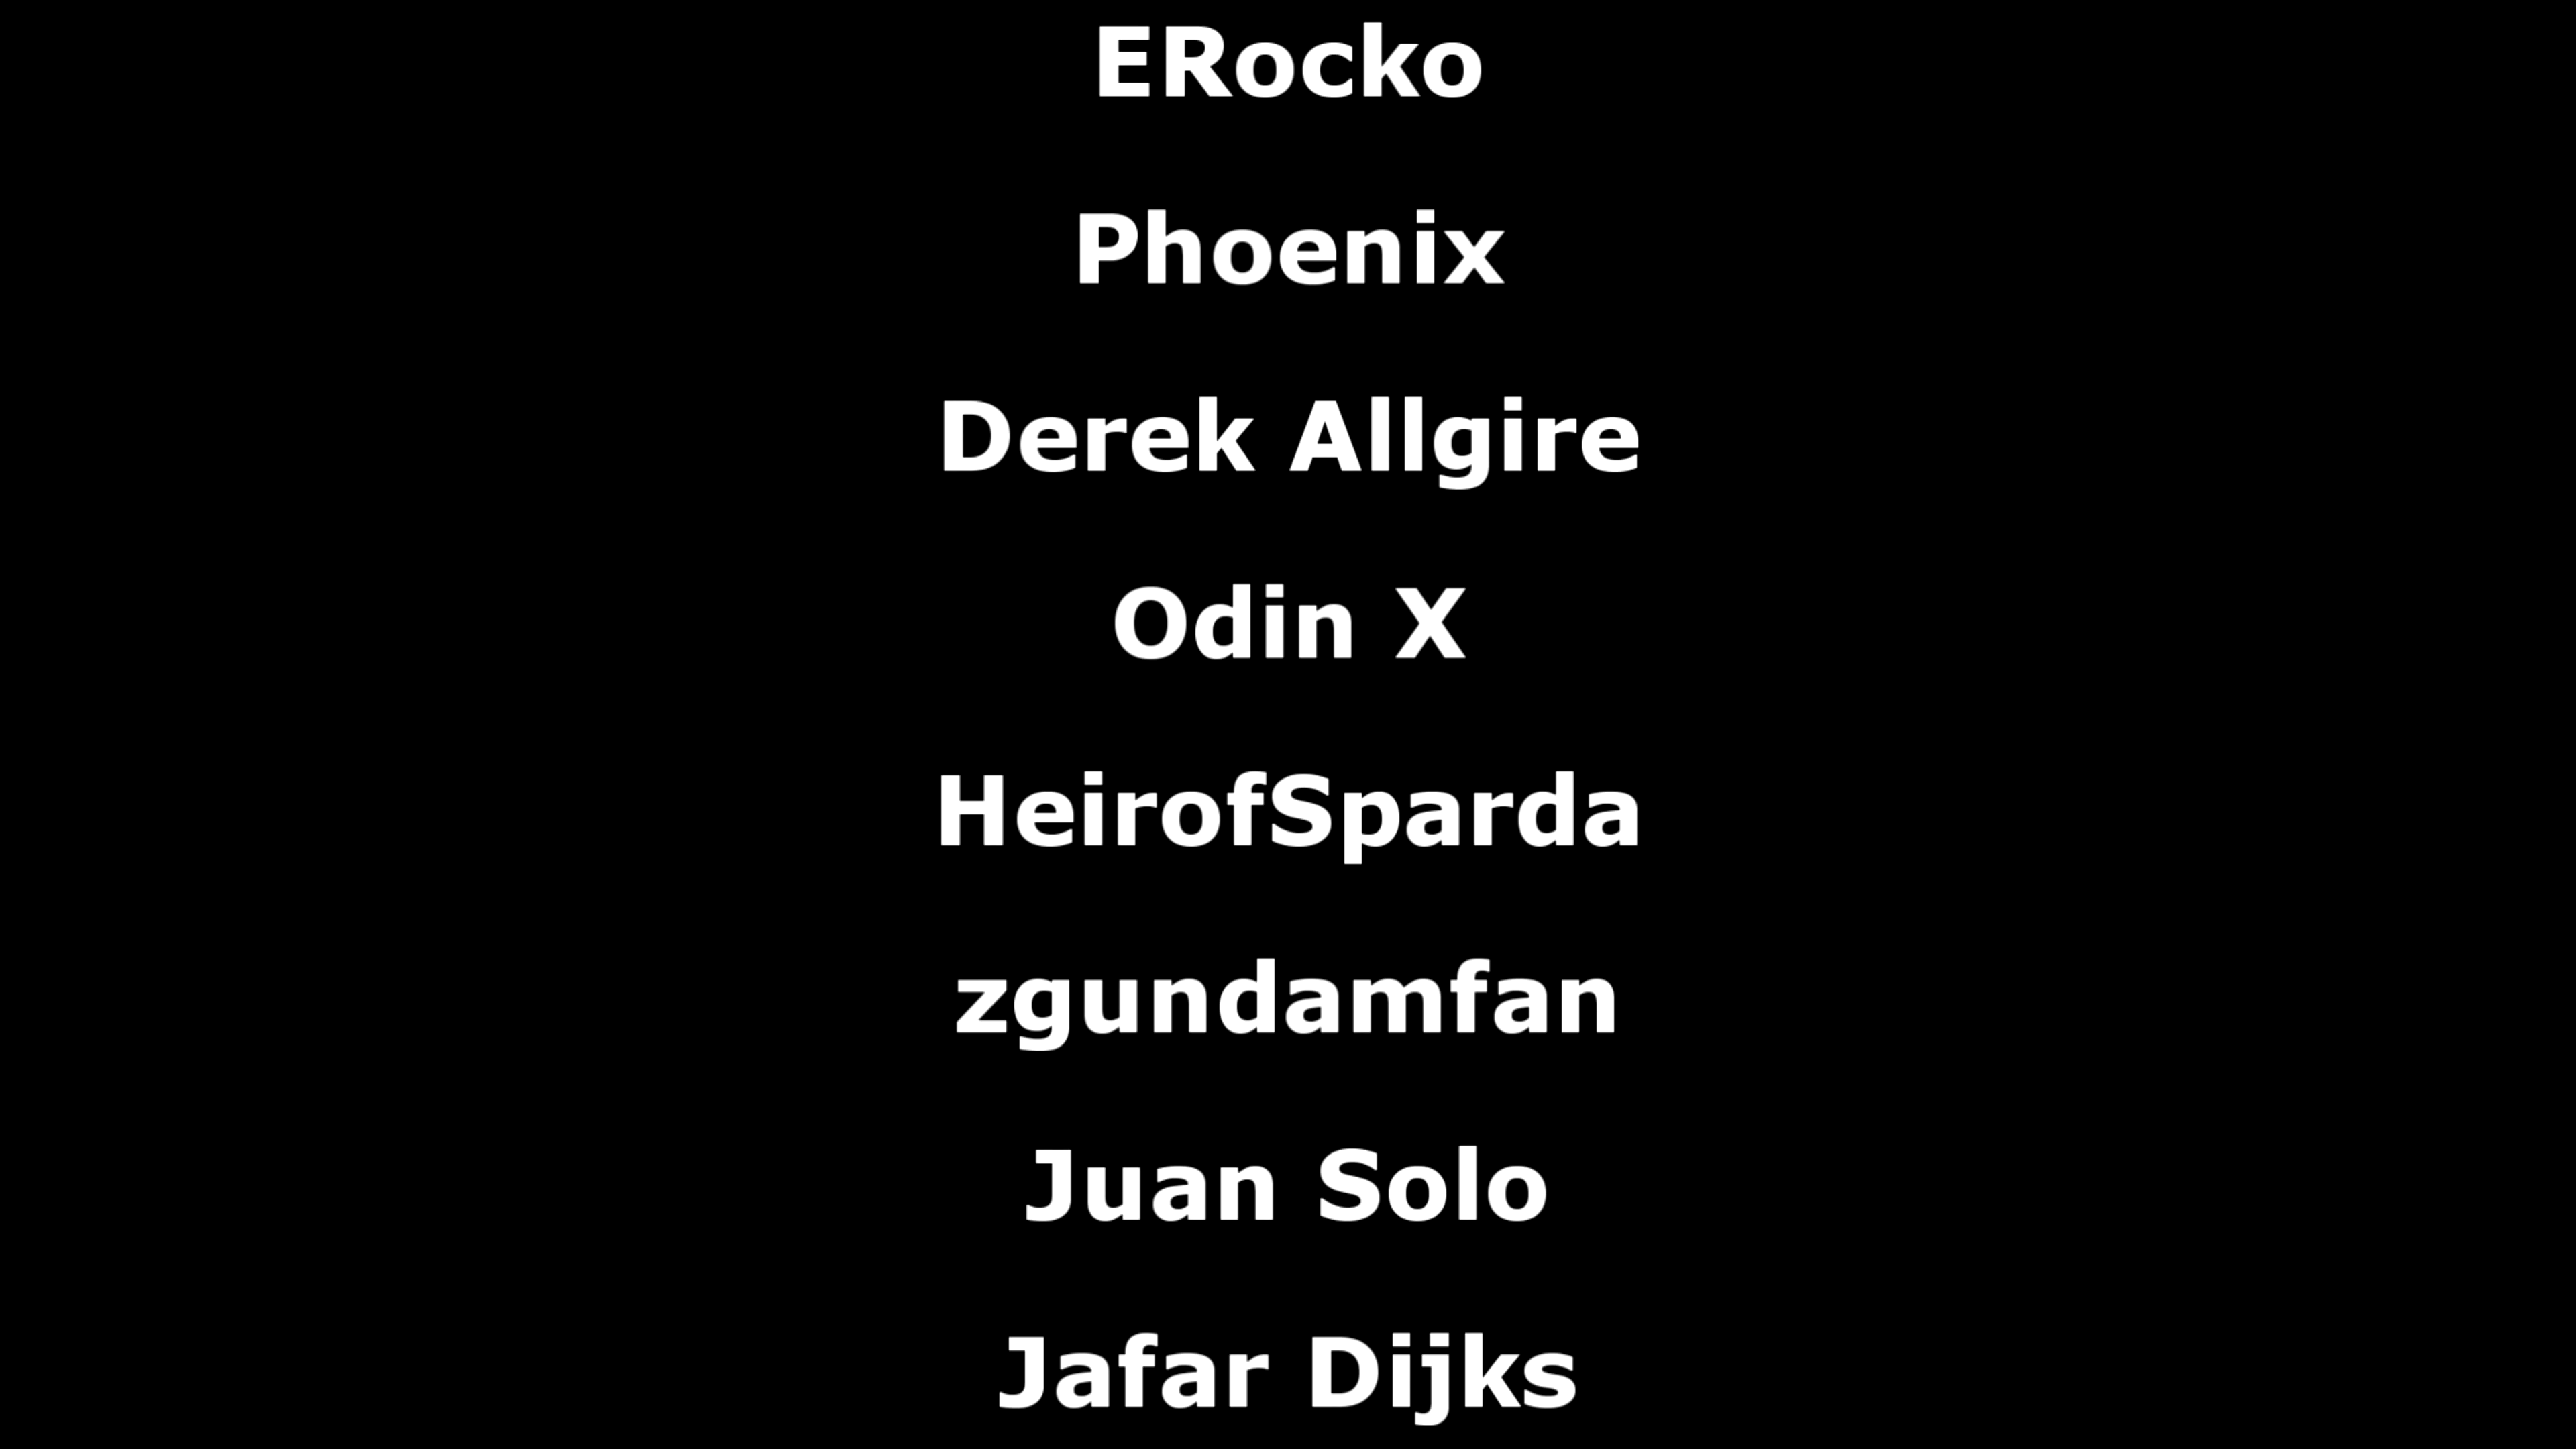 ERocko
Phoenix
Derek Allgire
Odin X
HeirofSparda
zgundamfan
Juan Solo
Jafar Dijks